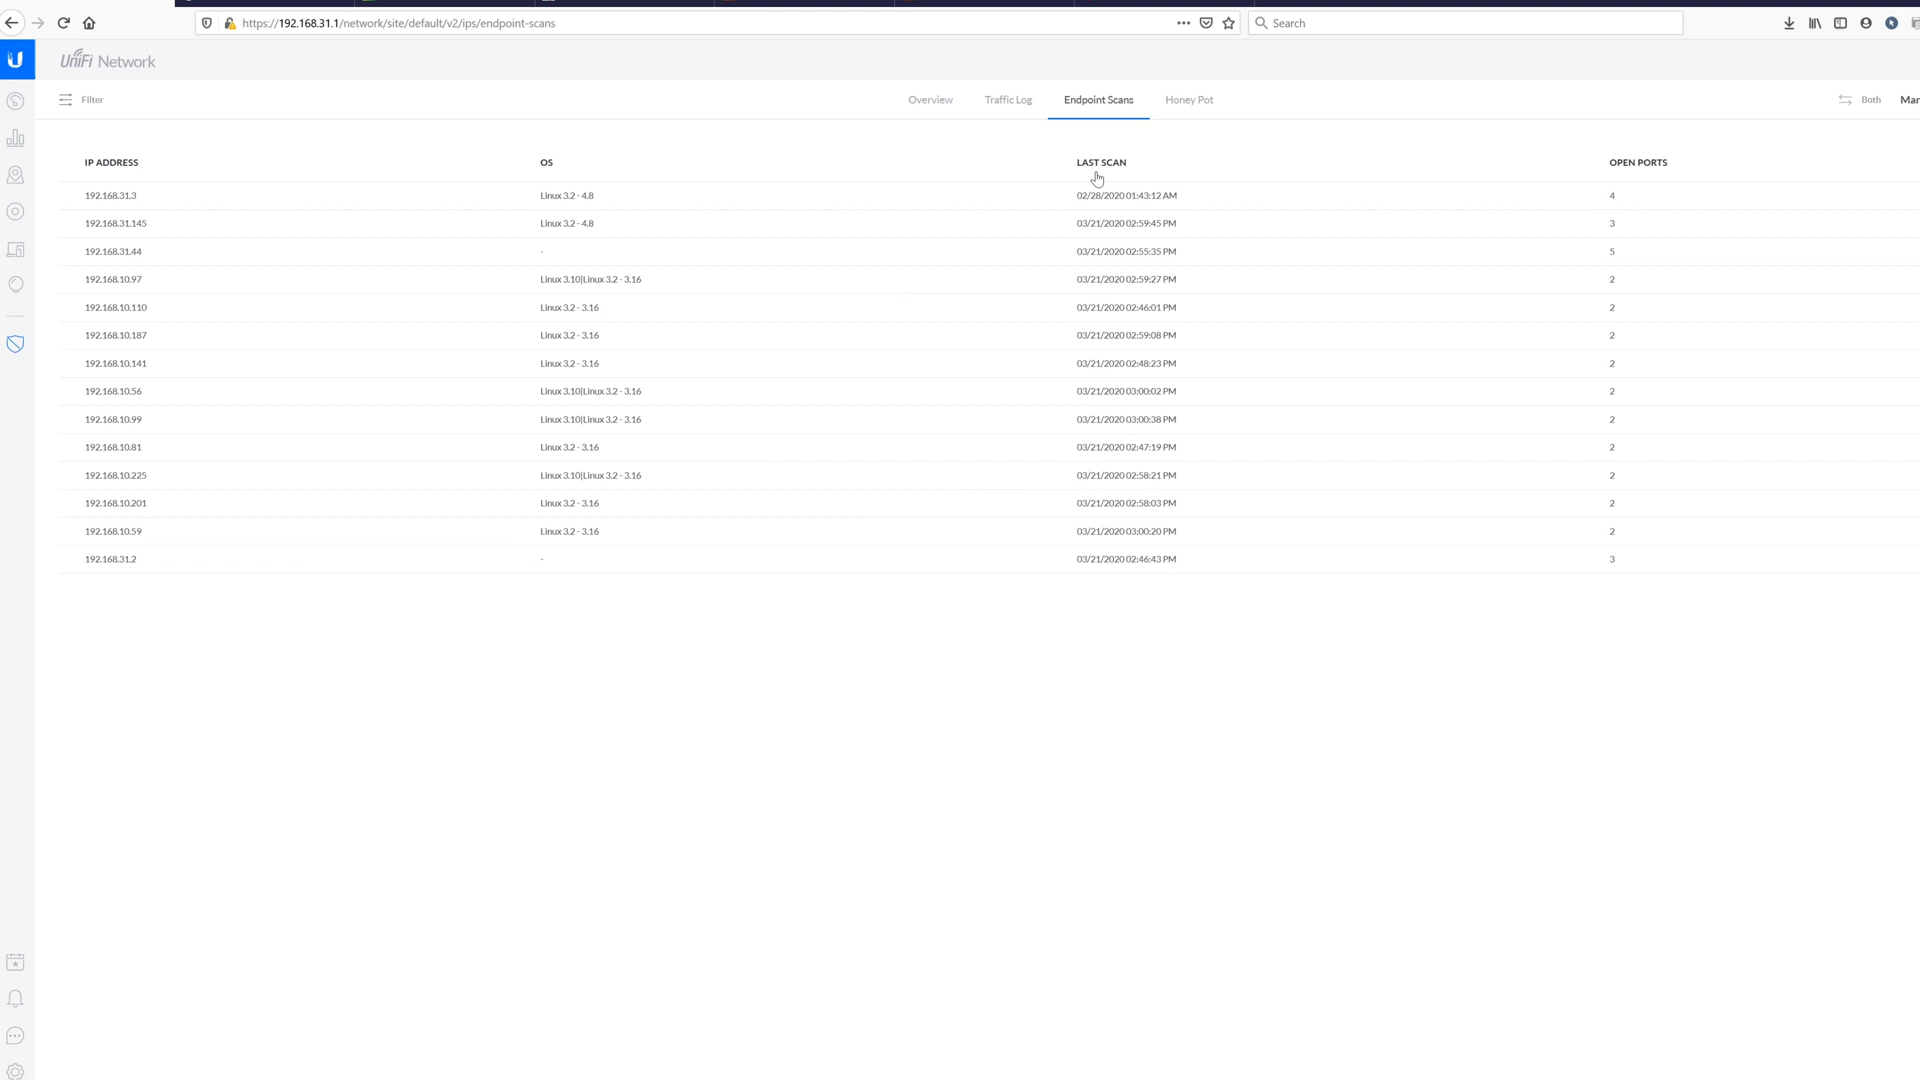 https://192.168.31.1/network/site/default/v2/ips/endpoint-scans
Search
U
UniFi Network
Filter
Overview
Traffic Log
Endpoint Scans
Honey Pot
Both
Mar
IP ADDRESS OS LAST SCAN OPEN PORTS
192.168.31.3 Linux 3.2 - 4.8 02/28/2020 01:43:12 AM 4
192.168.31.145 Linux 3.2 - 4.8 03/21/2020 02:59:45 PM 3
192.168.31.44 - 03/21/2020 02:55:35 PM 5
192.168.10.97 Linux 3.10|Linux 3.2 - 3.16 03/21/2020 02:59:27 PM 2
192.168.10.110 Linux 3.2 - 3.16 03/21/2020 02:46:01 PM 2
192.168.10.187 Linux 3.2 - 3.16 03/21/2020 02:59:08 PM 2
192.168.10.141 Linux 3.2 - 3.16 03/21/2020 02:48:23 PM 2
192.168.10.56 Linux 3.10|Linux 3.2 - 3.16 03/21/2020 03:00:02 PM 2
192.168.10.99 Linux 3.10|Linux 3.2 - 3.16 03/21/2020 03:00:38 PM 2
192.168.10.81 Linux 3.2 - 3.16 03/21/2020 02:47:19 PM 2
192.168.10.225 Linux 3.10|Linux 3.2 - 3.16 03/21/2020 02:58:21 PM 2
192.168.10.201 Linux 3.2 - 3.16 03/21/2020 02:58:03 PM 2
192.168.10.59 Linux 3.2 - 3.16 03/21/2020 03:00:20 PM 2
192.168.31.2 - 03/21/2020 02:46:43 PM 3